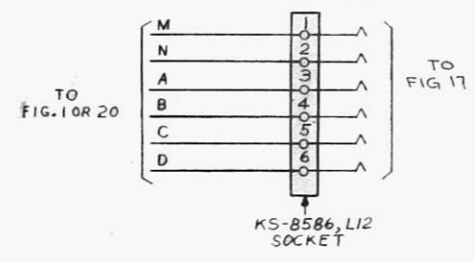 M 1
N 2
A 3
B 4
C 5
D 6
TO
FIG. 1 OR 20
TO
FIG 17
KS-8586, L12
SOCKET